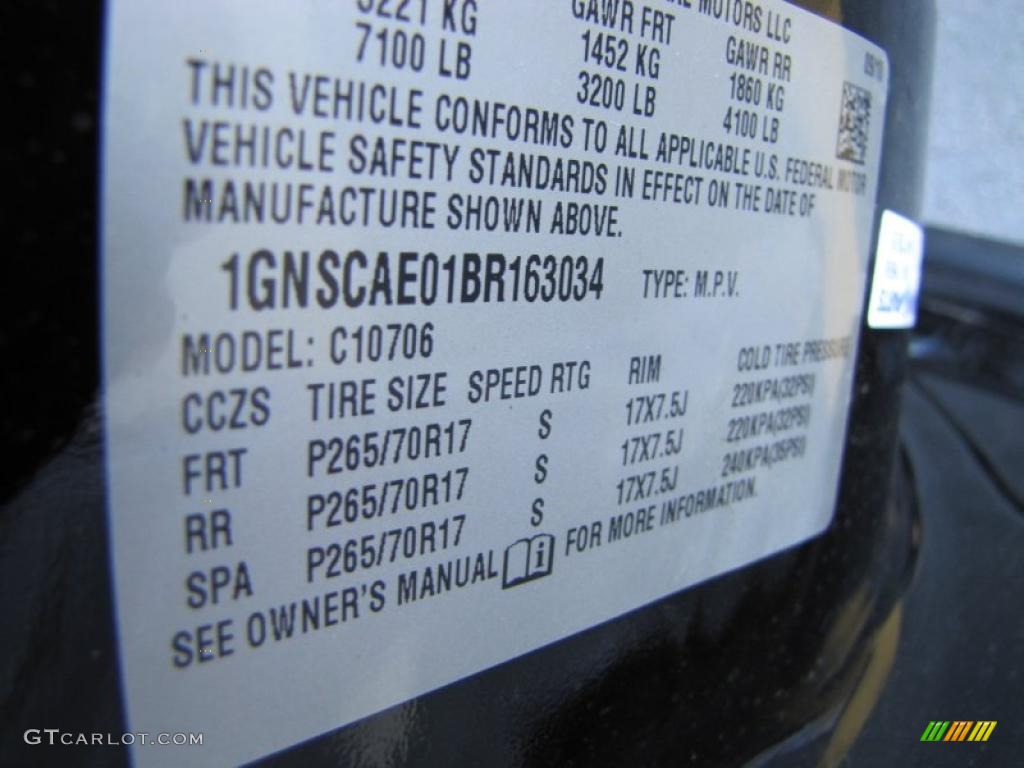 MOTORS LLC
3221 KG GAWR FRT GAWR RR
7100 LB 1452 KG 1860 KG
3200 LB 4100 LB
THIS VEHICLE CONFORMS TO ALL APPLICABLE U.S. FEDERAL MOTOR
VEHICLE SAFETY STANDARDS IN EFFECT ON THE DATE OF
MANUFACTURE SHOWN ABOVE.
1GNSCAE01BR163034 TYPE: M.P.V.
MODEL: C10706
CCZS TIRE SIZE SPEED RTG RIM COLD TIRE PRESSURE
FRT P265/70R17 S 17X7.5J 220KPA(32PSI)
RR P265/70R17 S 17X7.5J 220KPA(32PSI)
SPA P265/70R17 S 17X7.5J 240KPA(35PSI)
SEE OWNER'S MANUAL FOR MORE INFORMATION.
GTCARLOT.COM